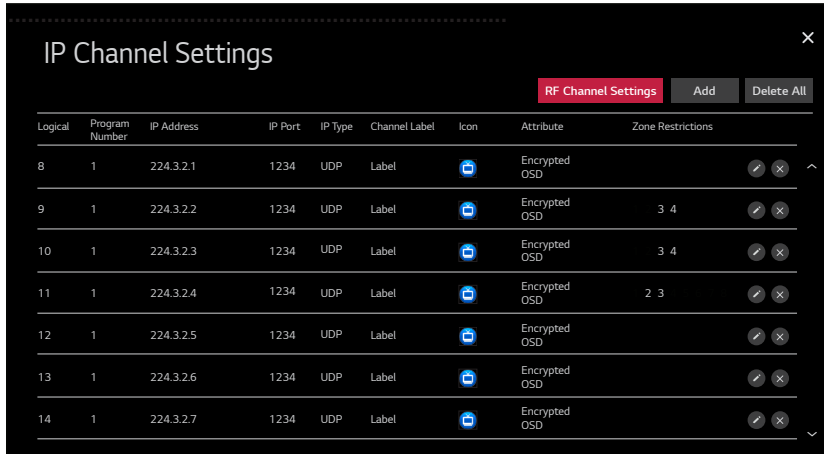 IP Channel Settings
RF Channel Settings Add Delete All
Logical Program Number IP Address IP Port IP Type Channel Label Icon Attribute Zone Restrictions
8 1 224.3.2.1 1234 UDP Label Encrypted OSD
9 1 224.3.2.2 1234 UDP Label Encrypted OSD 3 4
10 1 224.3.2.3 1234 UDP Label Encrypted OSD 3 4
11 1 224.3.2.4 1234 UDP Label Encrypted OSD 2 3
12 1 224.3.2.5 1234 UDP Label Encrypted OSD
13 1 224.3.2.6 1234 UDP Label Encrypted OSD
14 1 224.3.2.7 1234 UDP Label Encrypted OSD